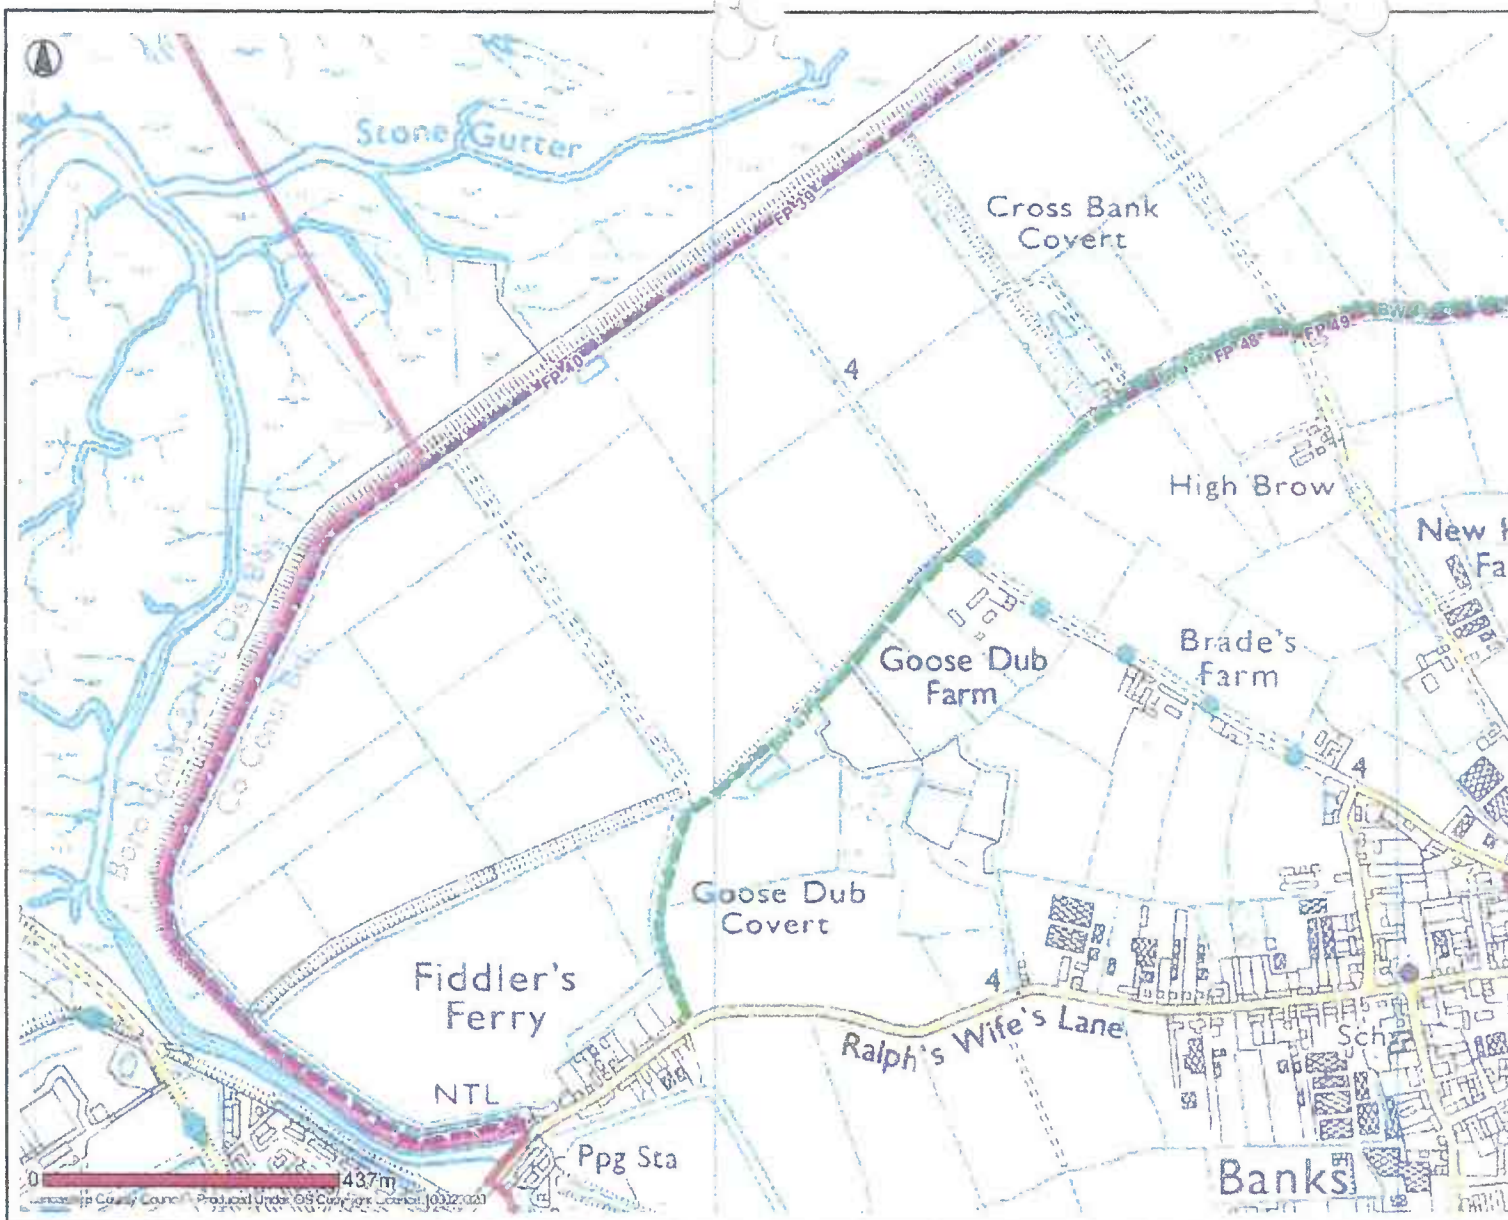 Stone Gutter
FP 39
Cross Bank
Covert
BW
FP 49
FP 48
FP 40
4
High Brow
New
Fa
Brade's
Farm
Goose Dub
Farm
4
Goose Dub
Covert
Fiddler's
Ferry
4
Ralph's Wife's Lane
Sch
NTL
Ppg Sta
Banks
0
437m